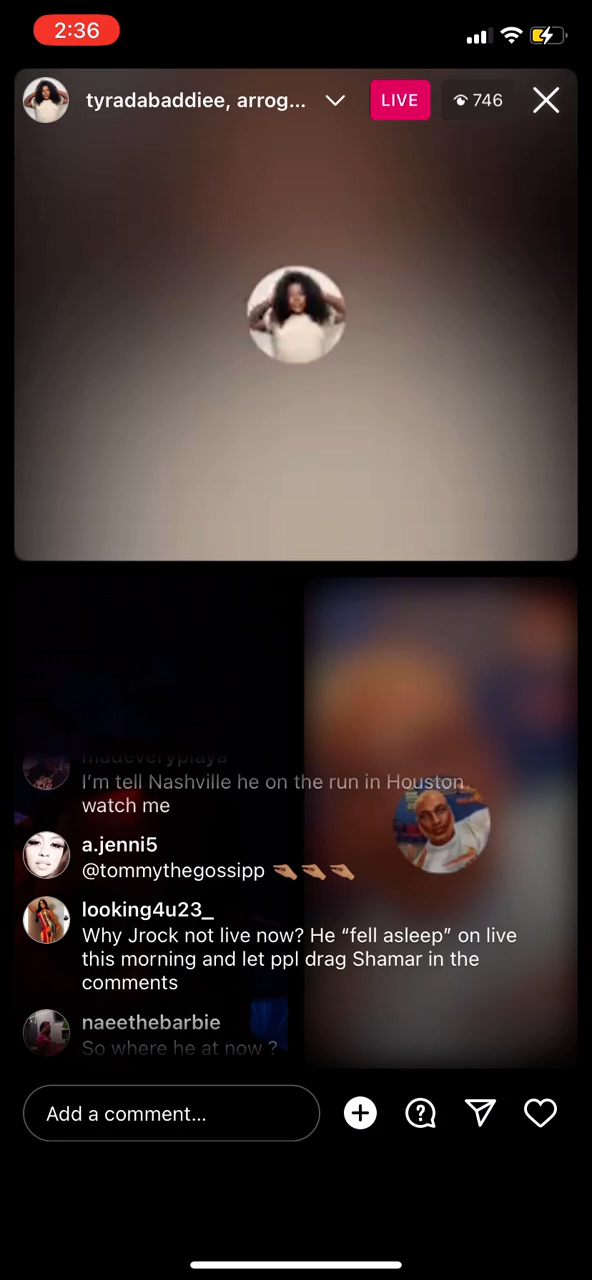 2:36
tyradabaddiee, arrog...
LIVE
746
madeveryplaya
I'm tell Nashville he on the run in Houston
watch me
a.jenni5
@tommythegossipp 🤏🏽🤏🏽🤏🏽
looking4u23_
Why Jrock not live now? He “fell asleep” on live
this morning and let ppl drag Shamar in the
comments
naeethebarbie
So where he at now ?
Add a comment...